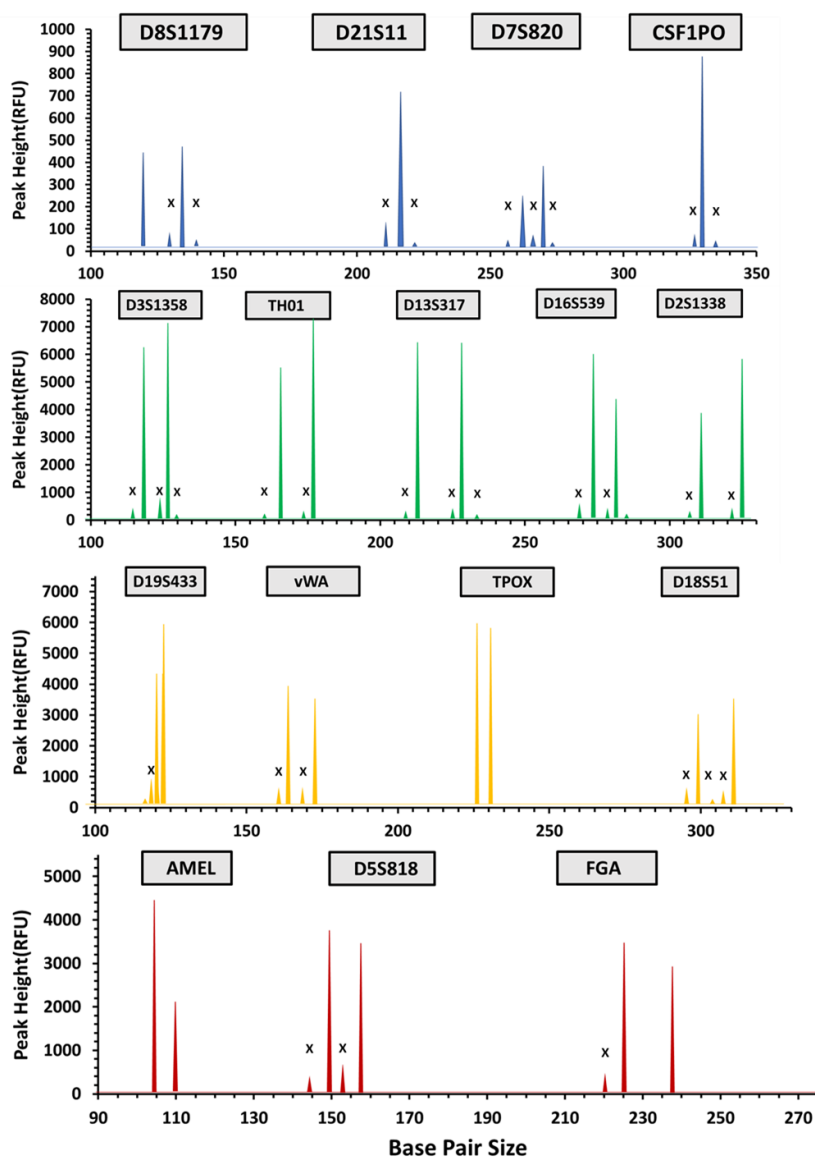 D8S1179 D21S11 D7S820 CSF1PO
Peak Height(RFU)
1000
900
800
700
600
500
400
300
200
100
0
X X X X X X X X X
100 150 200 250 300 350
D3S1358 TH01 D13S317 D16S539 D2S1338
Peak Height(RFU)
8000
7000
6000
5000
4000
3000
2000
1000
0
X X X X X X X X X X X X
100 150 200 250 300
D19S433 vWA TPOX D18S51
Peak Height(RFU)
7000
6000
5000
4000
3000
2000
1000
0
X X X X X X
100 150 200 250 300
AMEL D5S818 FGA
Peak Height(RFU)
5000
4000
3000
2000
1000
0
X X X
90 110 130 150 170 190 210 230 250 270
Base Pair Size